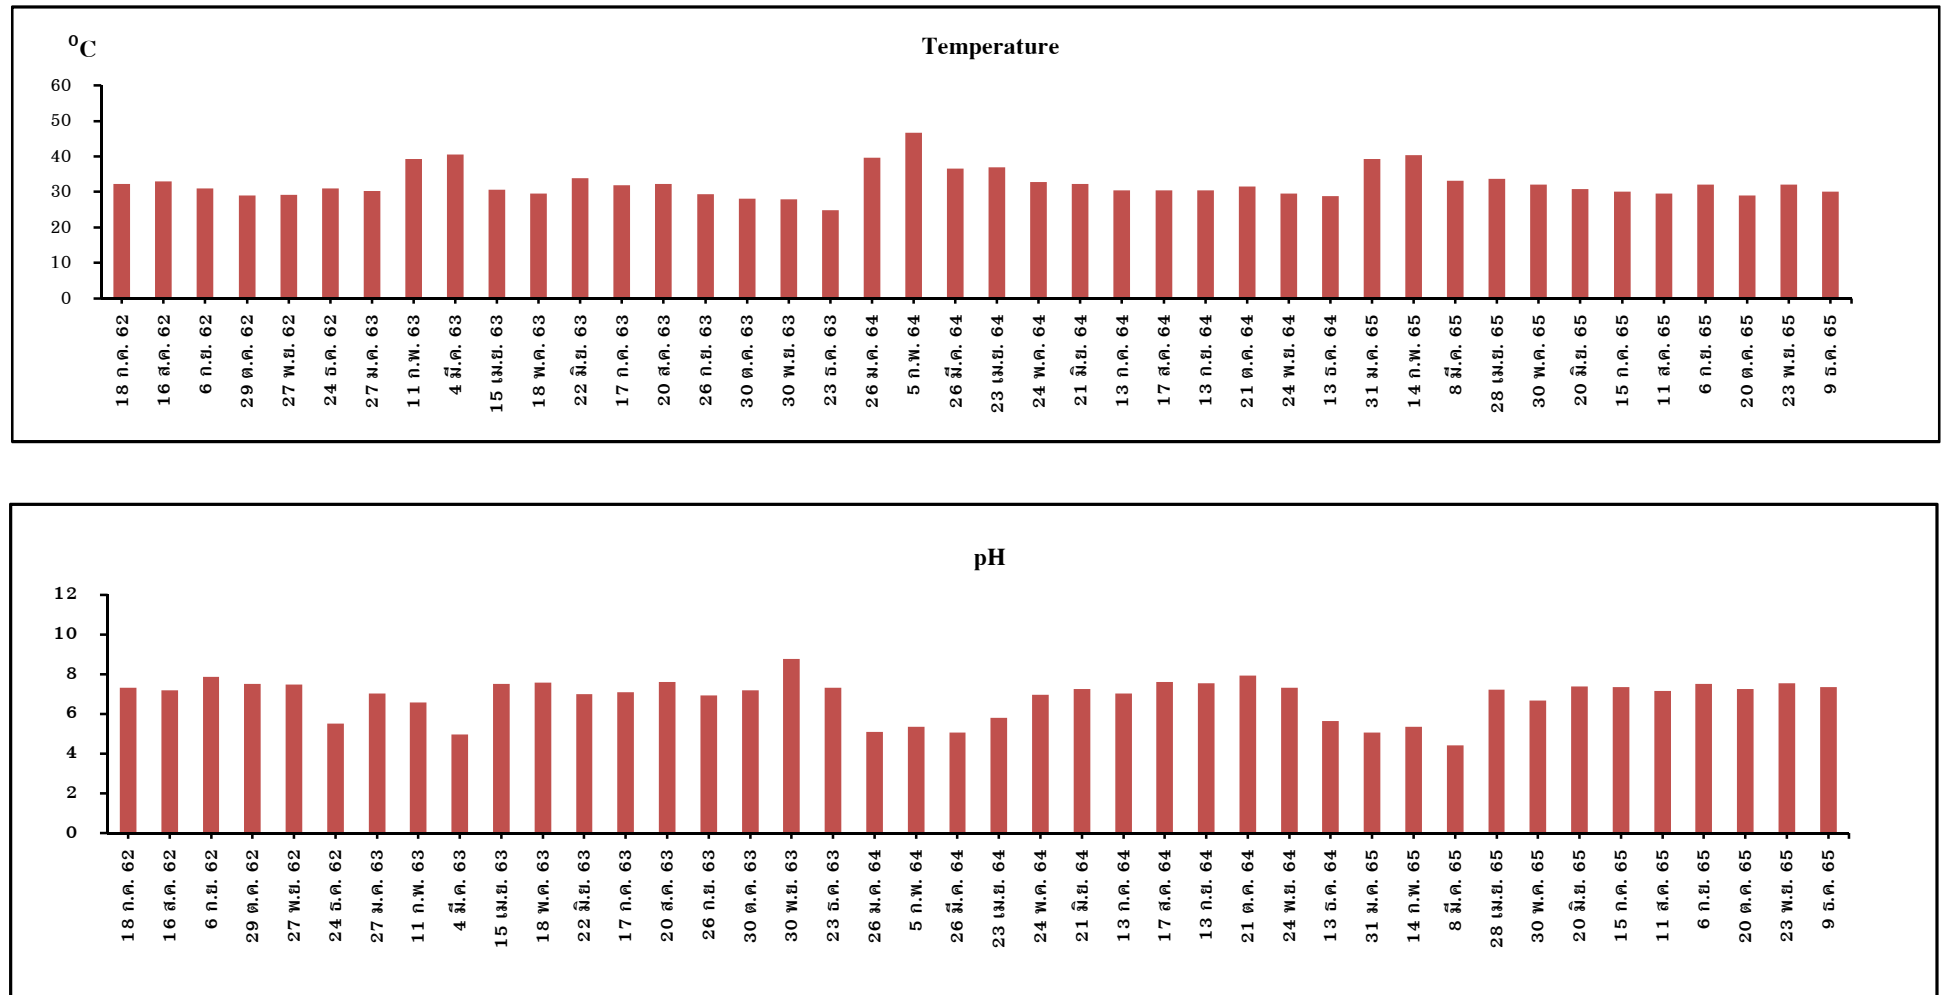 ⁰C
Temperature
60
50
40
30
20
10
0
18 ก.ค. 62
16 ส.ค. 62
6 ก.ย. 62
29 ต.ค. 62
27 พ.ย. 62
24 ธ.ค. 62
27 ม.ค. 63
11 ก.พ. 63
4 มี.ค. 63
15 เม.ย. 63
18 พ.ค. 63
22 มิ.ย. 63
17 ก.ค. 63
20 ส.ค. 63
26 ก.ย. 63
30 ต.ค. 63
30 พ.ย. 63
23 ธ.ค. 63
26 ม.ค. 64
5 ก.พ. 64
26 มี.ค. 64
23 เม.ย. 64
24 พ.ค. 64
21 มิ.ย. 64
13 ก.ค. 64
17 ส.ค. 64
13 ก.ย. 64
21 ต.ค. 64
24 พ.ย. 64
13 ธ.ค. 64
31 ม.ค. 65
14 ก.พ. 65
8 มี.ค. 65
28 เม.ย. 65
30 พ.ค. 65
20 มิ.ย. 65
15 ก.ค. 65
11 ส.ค. 65
6 ก.ย. 65
20 ต.ค. 65
23 พ.ย. 65
9 ธ.ค. 65
pH
12
10
8
6
4
2
0
18 ก.ค. 62
16 ส.ค. 62
6 ก.ย. 62
29 ต.ค. 62
27 พ.ย. 62
24 ธ.ค. 62
27 ม.ค. 63
11 ก.พ. 63
4 มี.ค. 63
15 เม.ย. 63
18 พ.ค. 63
22 มิ.ย. 63
17 ก.ค. 63
20 ส.ค. 63
26 ก.ย. 63
30 ต.ค. 63
30 พ.ย. 63
23 ธ.ค. 63
26 ม.ค. 64
5 ก.พ. 64
26 มี.ค. 64
23 เม.ย. 64
24 พ.ค. 64
21 มิ.ย. 64
13 ก.ค. 64
17 ส.ค. 64
13 ก.ย. 64
21 ต.ค. 64
24 พ.ย. 64
13 ธ.ค. 64
31 ม.ค. 65
14 ก.พ. 65
8 มี.ค. 65
28 เม.ย. 65
30 พ.ค. 65
20 มิ.ย. 65
15 ก.ค. 65
11 ส.ค. 65
6 ก.ย. 65
20 ต.ค. 65
23 พ.ย. 65
9 ธ.ค. 65